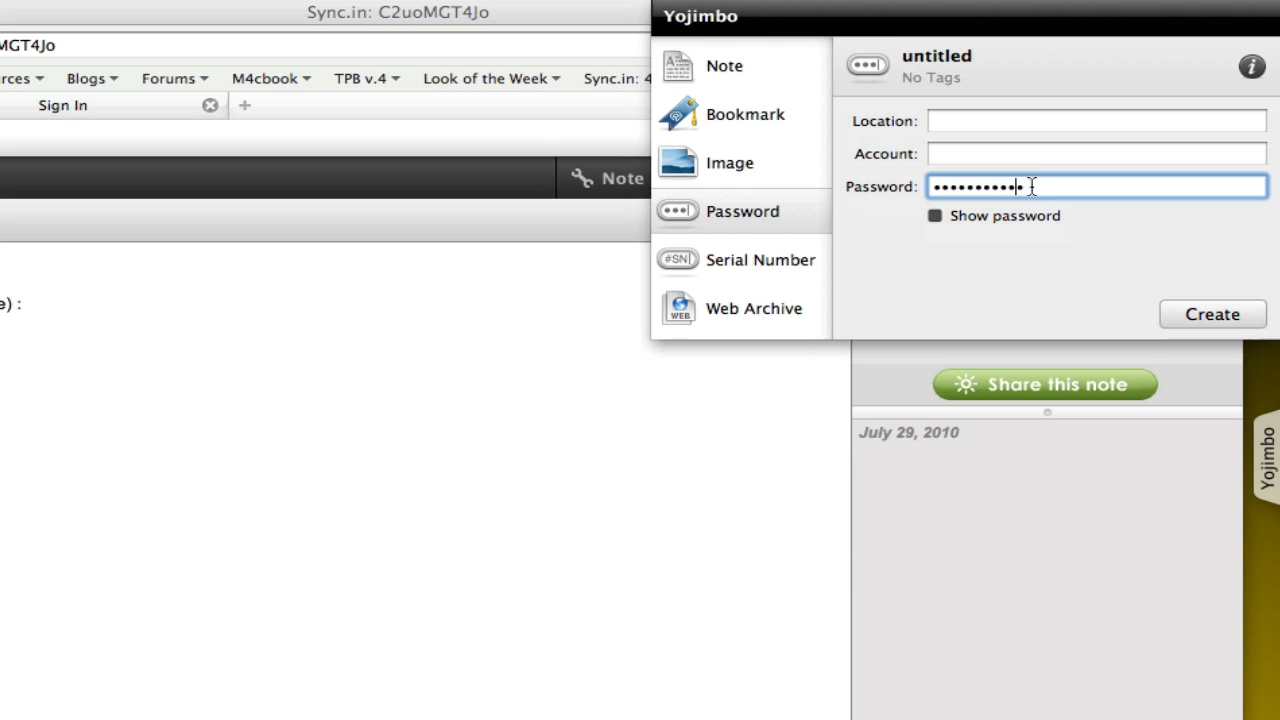 Sync.in: C2uoMGT4Jo
MGT4Jo
rces Blogs Forums M4cbook TPB v.4 Look of the Week Sync.in: 4
Sign In
Note
e) :
Yojimbo
Note
Bookmark
Image
Password
#SN Serial Number
WEB Web Archive
untitled
No Tags
Location:
Account:
Password: •••••••••••
Show password
Create
Share this note
July 29, 2010
Yojimbo